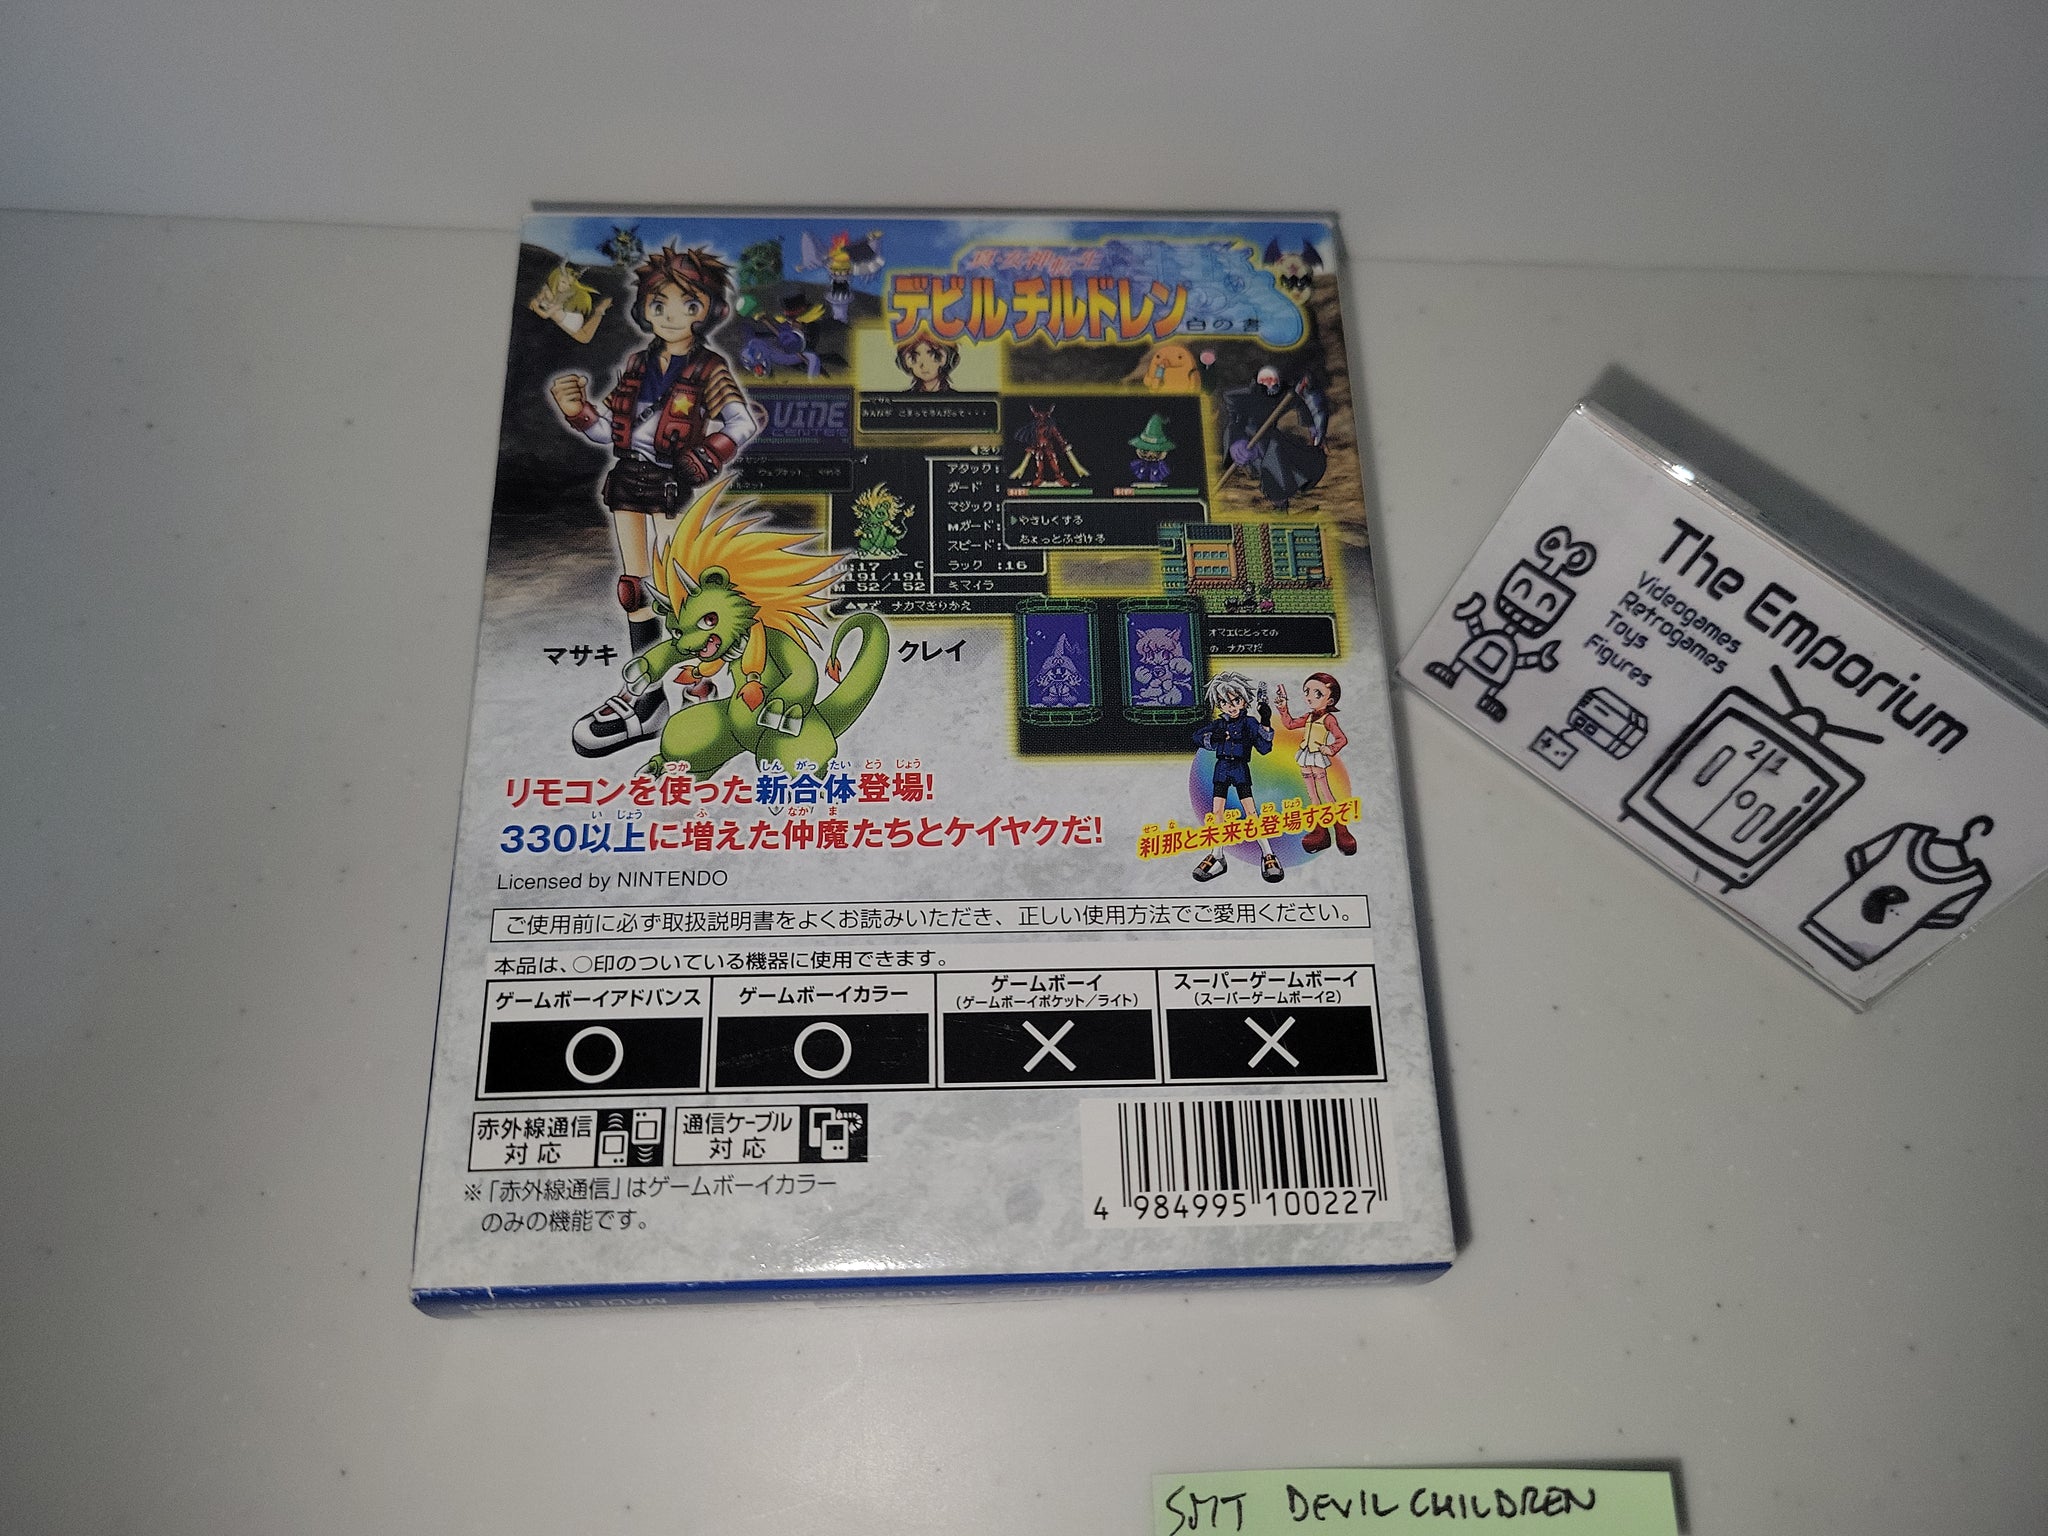 真・女神転生
デビルチルドレン
白の書
VINE
CENTER
アタック:
ガード :
マジック:
Mガード:
スピード:
ラック :16
キマイラ
191/191
52/ 52
ナカマきりかえ
やさしくする
ちょっとふざける
オマエにとっての
の ナカマだ
マサキ
クレイ
リモコンを使った新合体登場!
330以上に増えた仲魔たちとケイヤクだ!
刹那と未来も登場するぞ!
Licensed by NINTENDO
ご使用前に必ず取扱説明書をよくお読みいただき、正しい使用方法でご愛用ください。
本品は、○印のついている機器に使用できます。
ゲームボーイアドバンス
ゲームボーイカラー
ゲームボーイ
(ゲームボーイポケット/ライト)
スーパーゲームボーイ
(スーパーゲームボーイ2)
○ ○ × ×
赤外線通信
対応
通信ケーブル
対応
※「赤外線通信」はゲームボーイカラー
のみの機能です。
4 984995 100227
MADE IN JAPAN
The Emporium
Videogames
Retrogames
Toys
Figures
SMT DEVIL CHILDREN